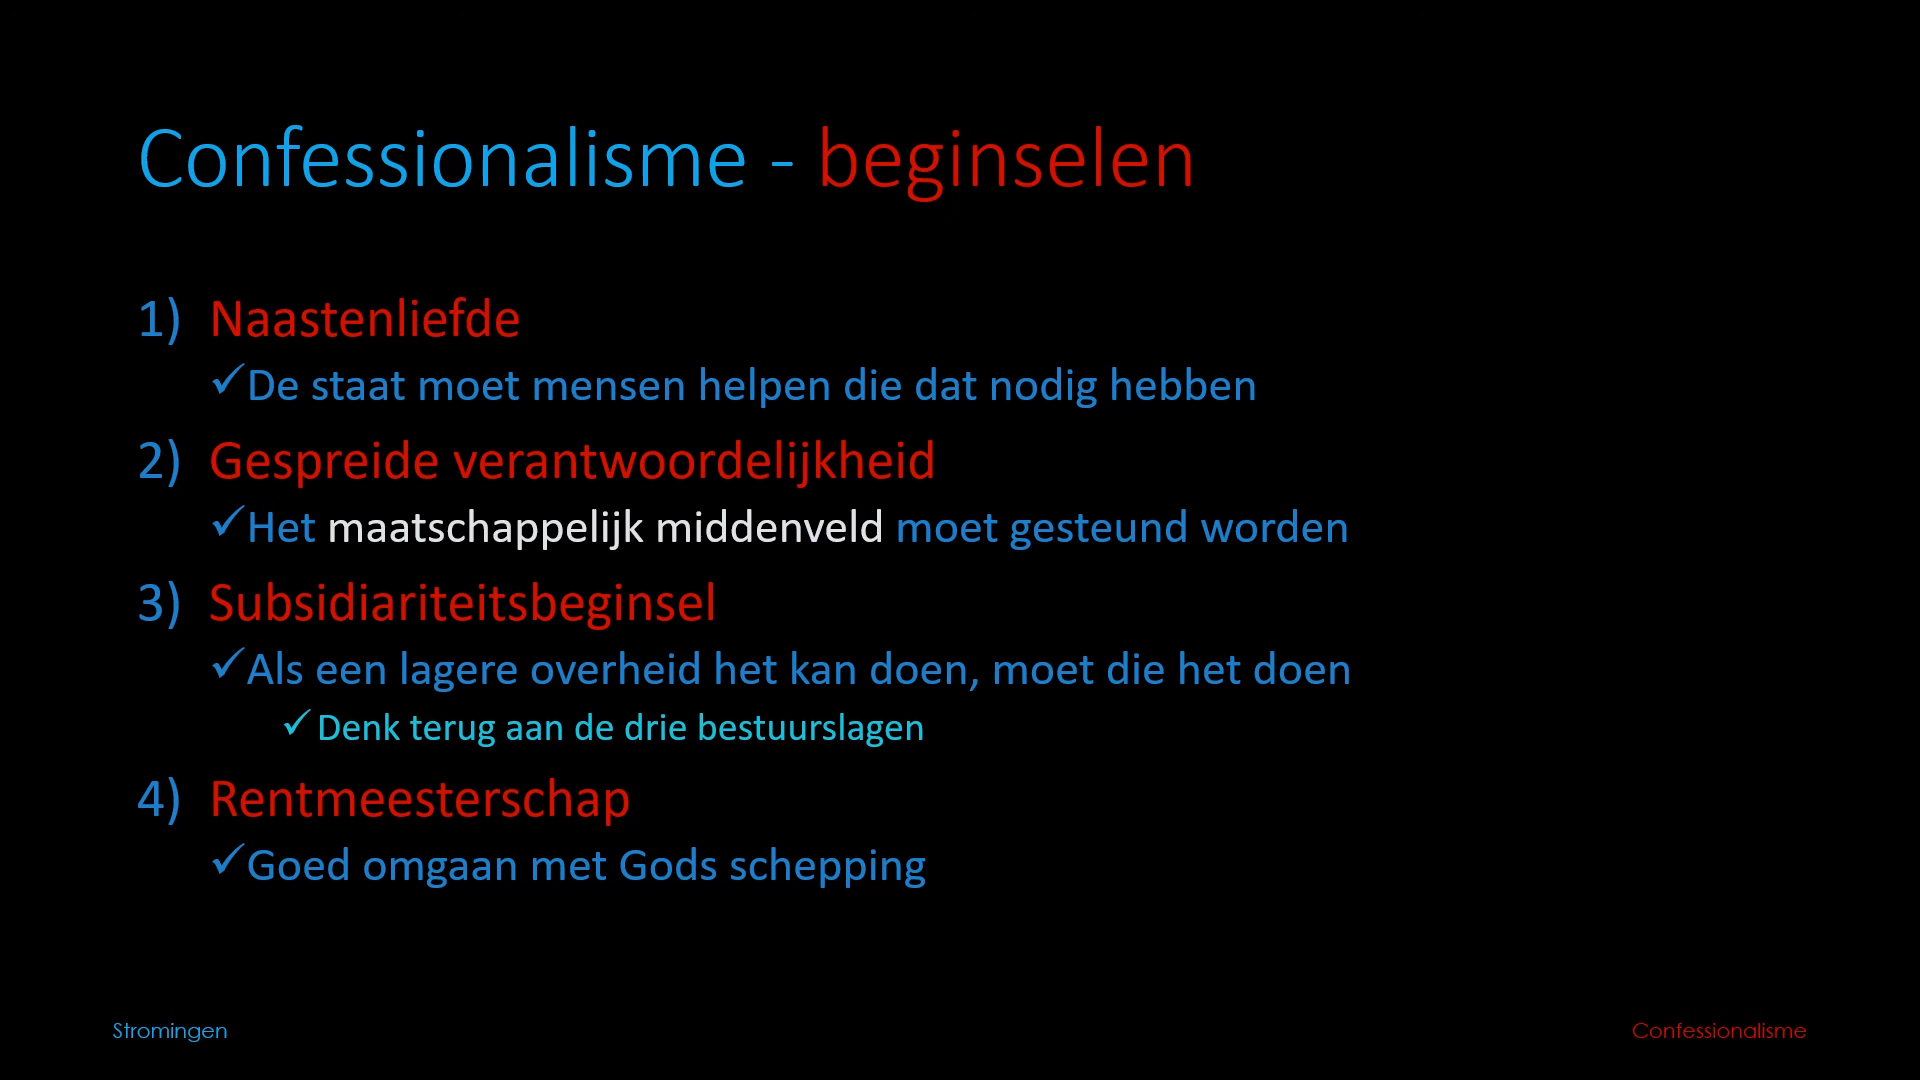 Confessionalisme - beginselen
1) Naastenliefde
✓De staat moet mensen helpen die dat nodig hebben
2) Gespreide verantwoordelijkheid
✓Het maatschappelijk middenveld moet gesteund worden
3) Subsidiariteitsbeginsel
✓Als een lagere overheid het kan doen, moet die het doen
✓Denk terug aan de drie bestuurslagen
4) Rentmeesterschap
✓Goed omgaan met Gods schepping
Stromingen
Confessionalisme